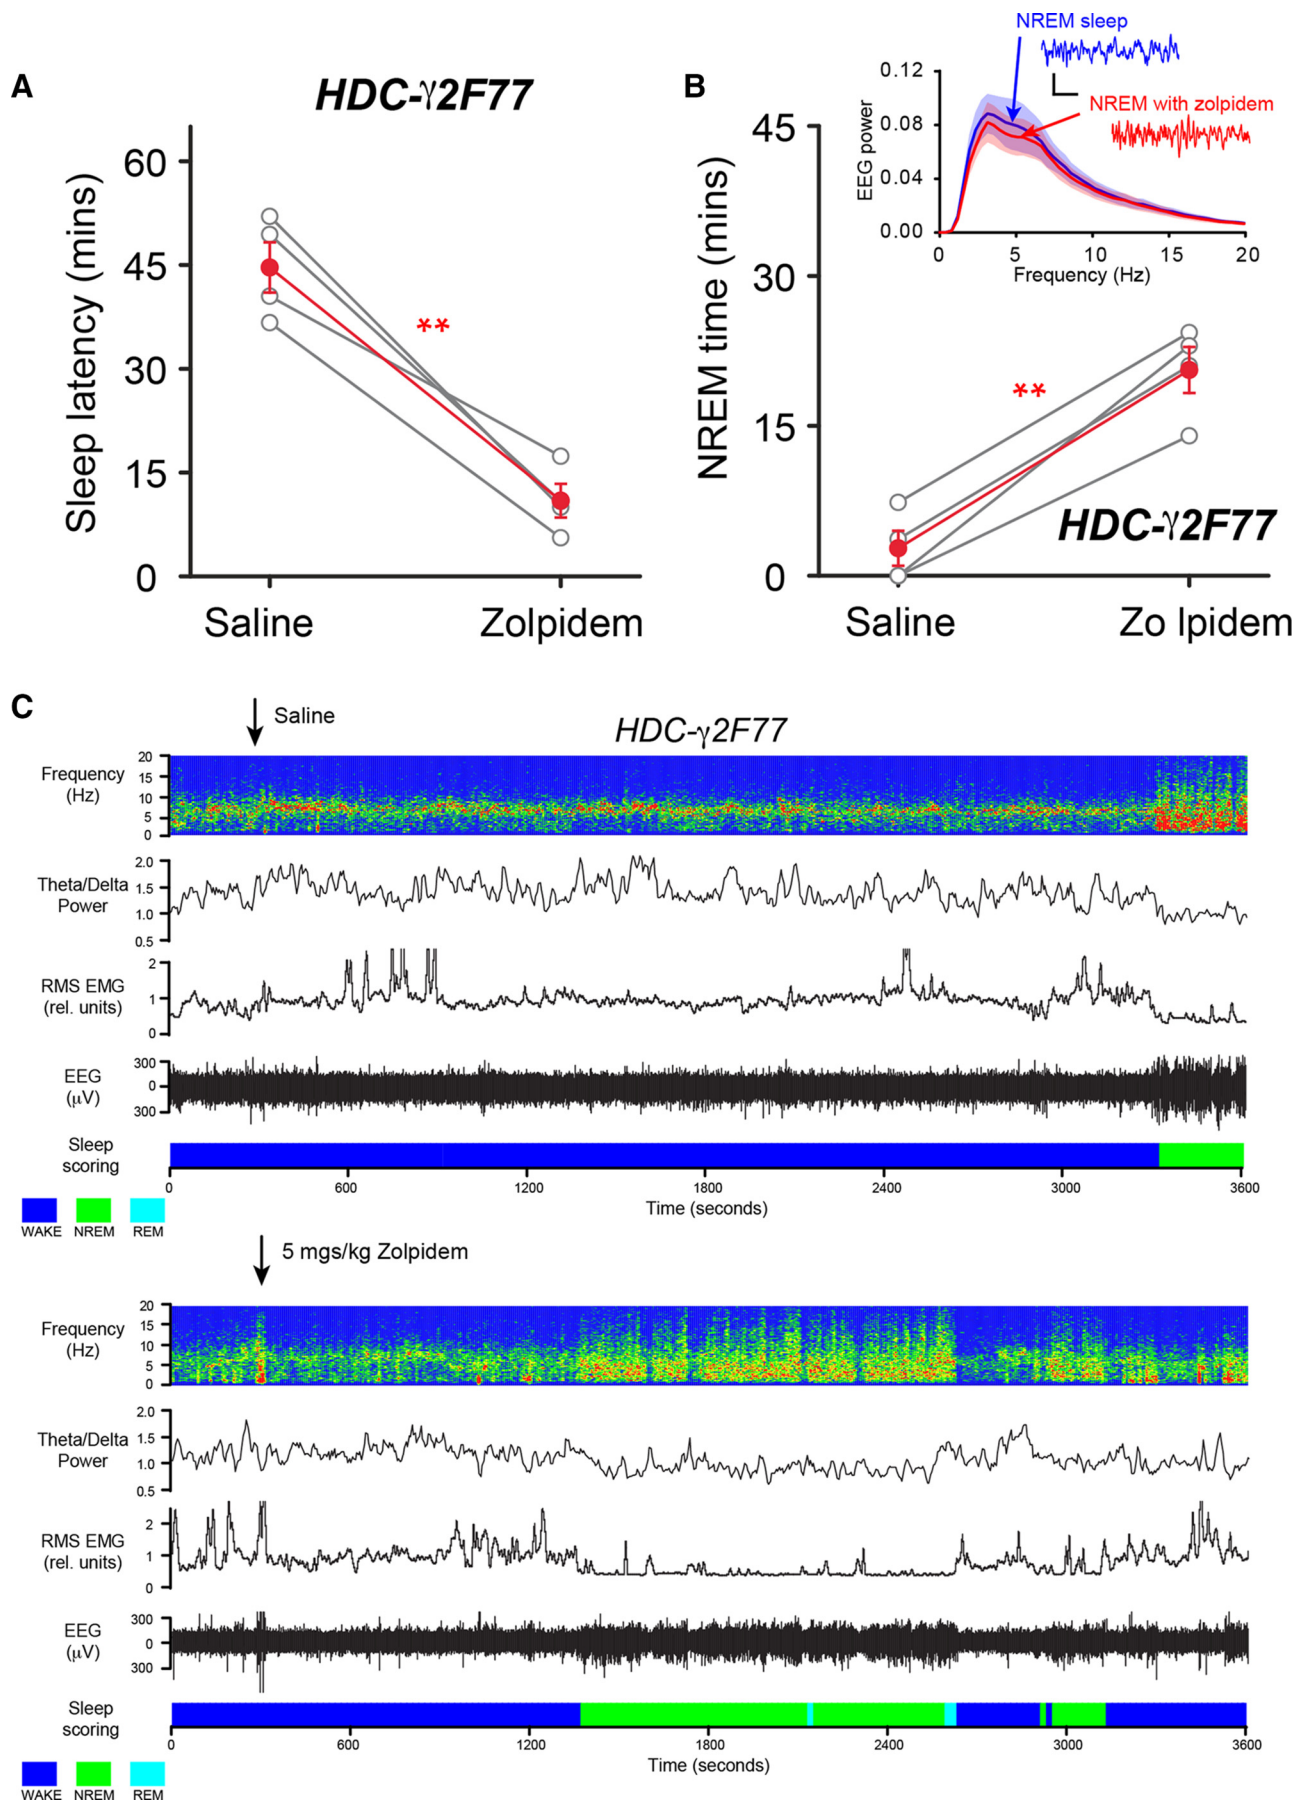 A
HDC-γ2F77
Sleep latency (mins)
60
45
30
15
0
**
Saline
Zolpidem
B
NREM time (mins)
45
30
15
0
**
HDC-γ2F77
Saline
Zo lpidem
NREM sleep
NREM with zolpidem
EEG power
0.12
0.08
0.04
0.00
0 5 10 15 20
Frequency (Hz)
C
Saline
HDC-γ2F77
Frequency
(Hz)
20
15
10
5
0
Theta/Delta
Power
2.0
1.5
1.0
0.5
RMS EMG
(rel. units)
2
1
0
EEG
(μV)
300
0
300
Sleep
scoring
0 600 1200 1800 2400 3000 3600
Time (seconds)
WAKE NREM REM
5 mgs/kg Zolpidem
Frequency
(Hz)
20
15
10
5
0
Theta/Delta
Power
2.0
1.5
1.0
0.5
RMS EMG
(rel. units)
2
1
0
EEG
(μV)
300
0
300
Sleep
scoring
0 600 1200 1800 2400 3000 3600
Time (seconds)
WAKE NREM REM